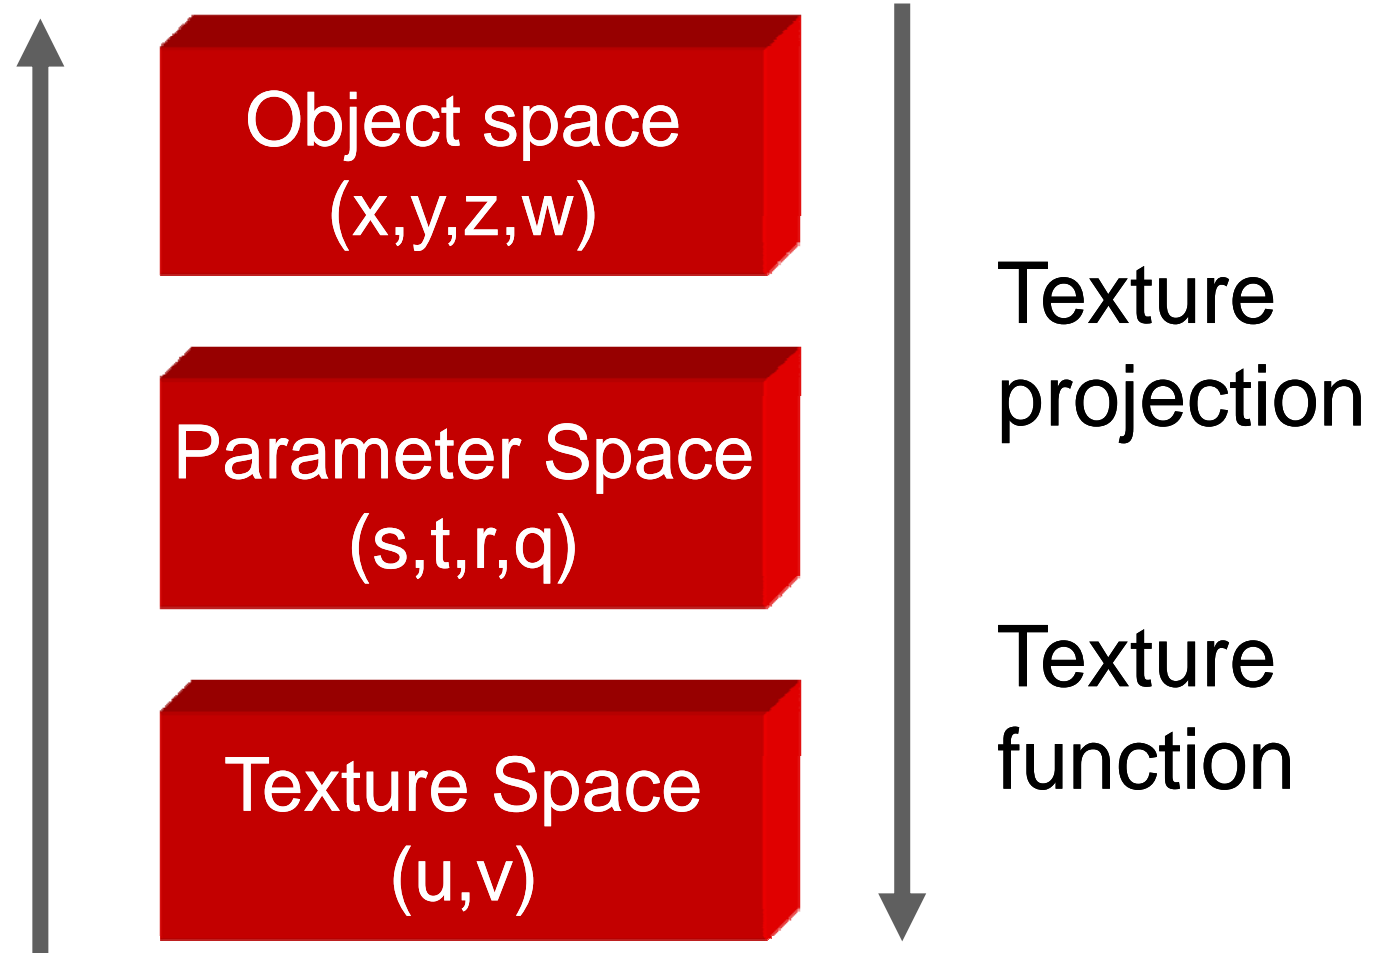 Object space
(x,y,z,w)
Texture
projection
Parameter Space
(s,t,r,q)
Texture
function
Texture Space
(u,v)